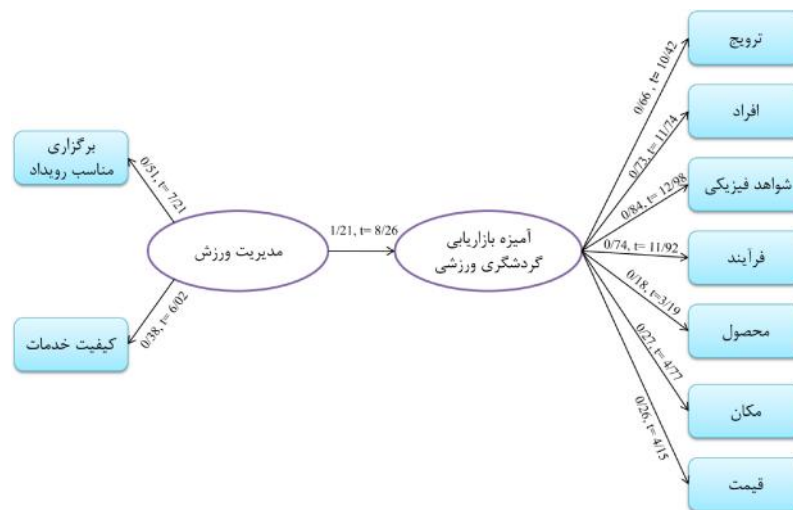 ترویج
0/66 , t= 10/42
افراد
0/73, t= 11/74
شواهد فیزیکی
0/84, t= 12/98
فرآیند
0/74, t= 11/92
محصول
0/18, t=3/19
مکان
0/27, t= 4/77
قیمت
0/26, t= 4/15
آمیزه بازاریابی
گردشگری ورزشی
1/21, t= 8/26
مدیریت ورزش
برگزاری
مناسب رویداد
0/51, t= 7/21
کیفیت خدمات
0/38, t= 6/02